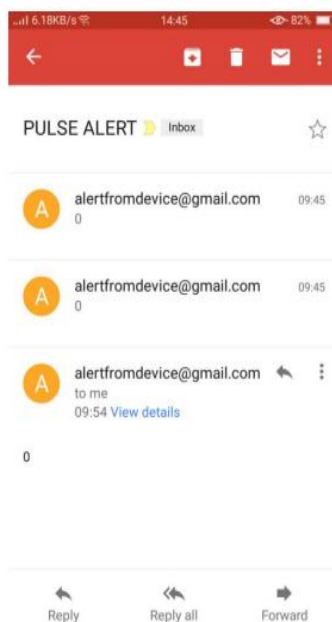 6.18KB/s 14:45 82%
PULSE ALERT Inbox
A alertfromdevice@gmail.com 09:45
0
A alertfromdevice@gmail.com 09:45
0
A alertfromdevice@gmail.com
to me
09:54 View details
0
Reply Reply all Forward